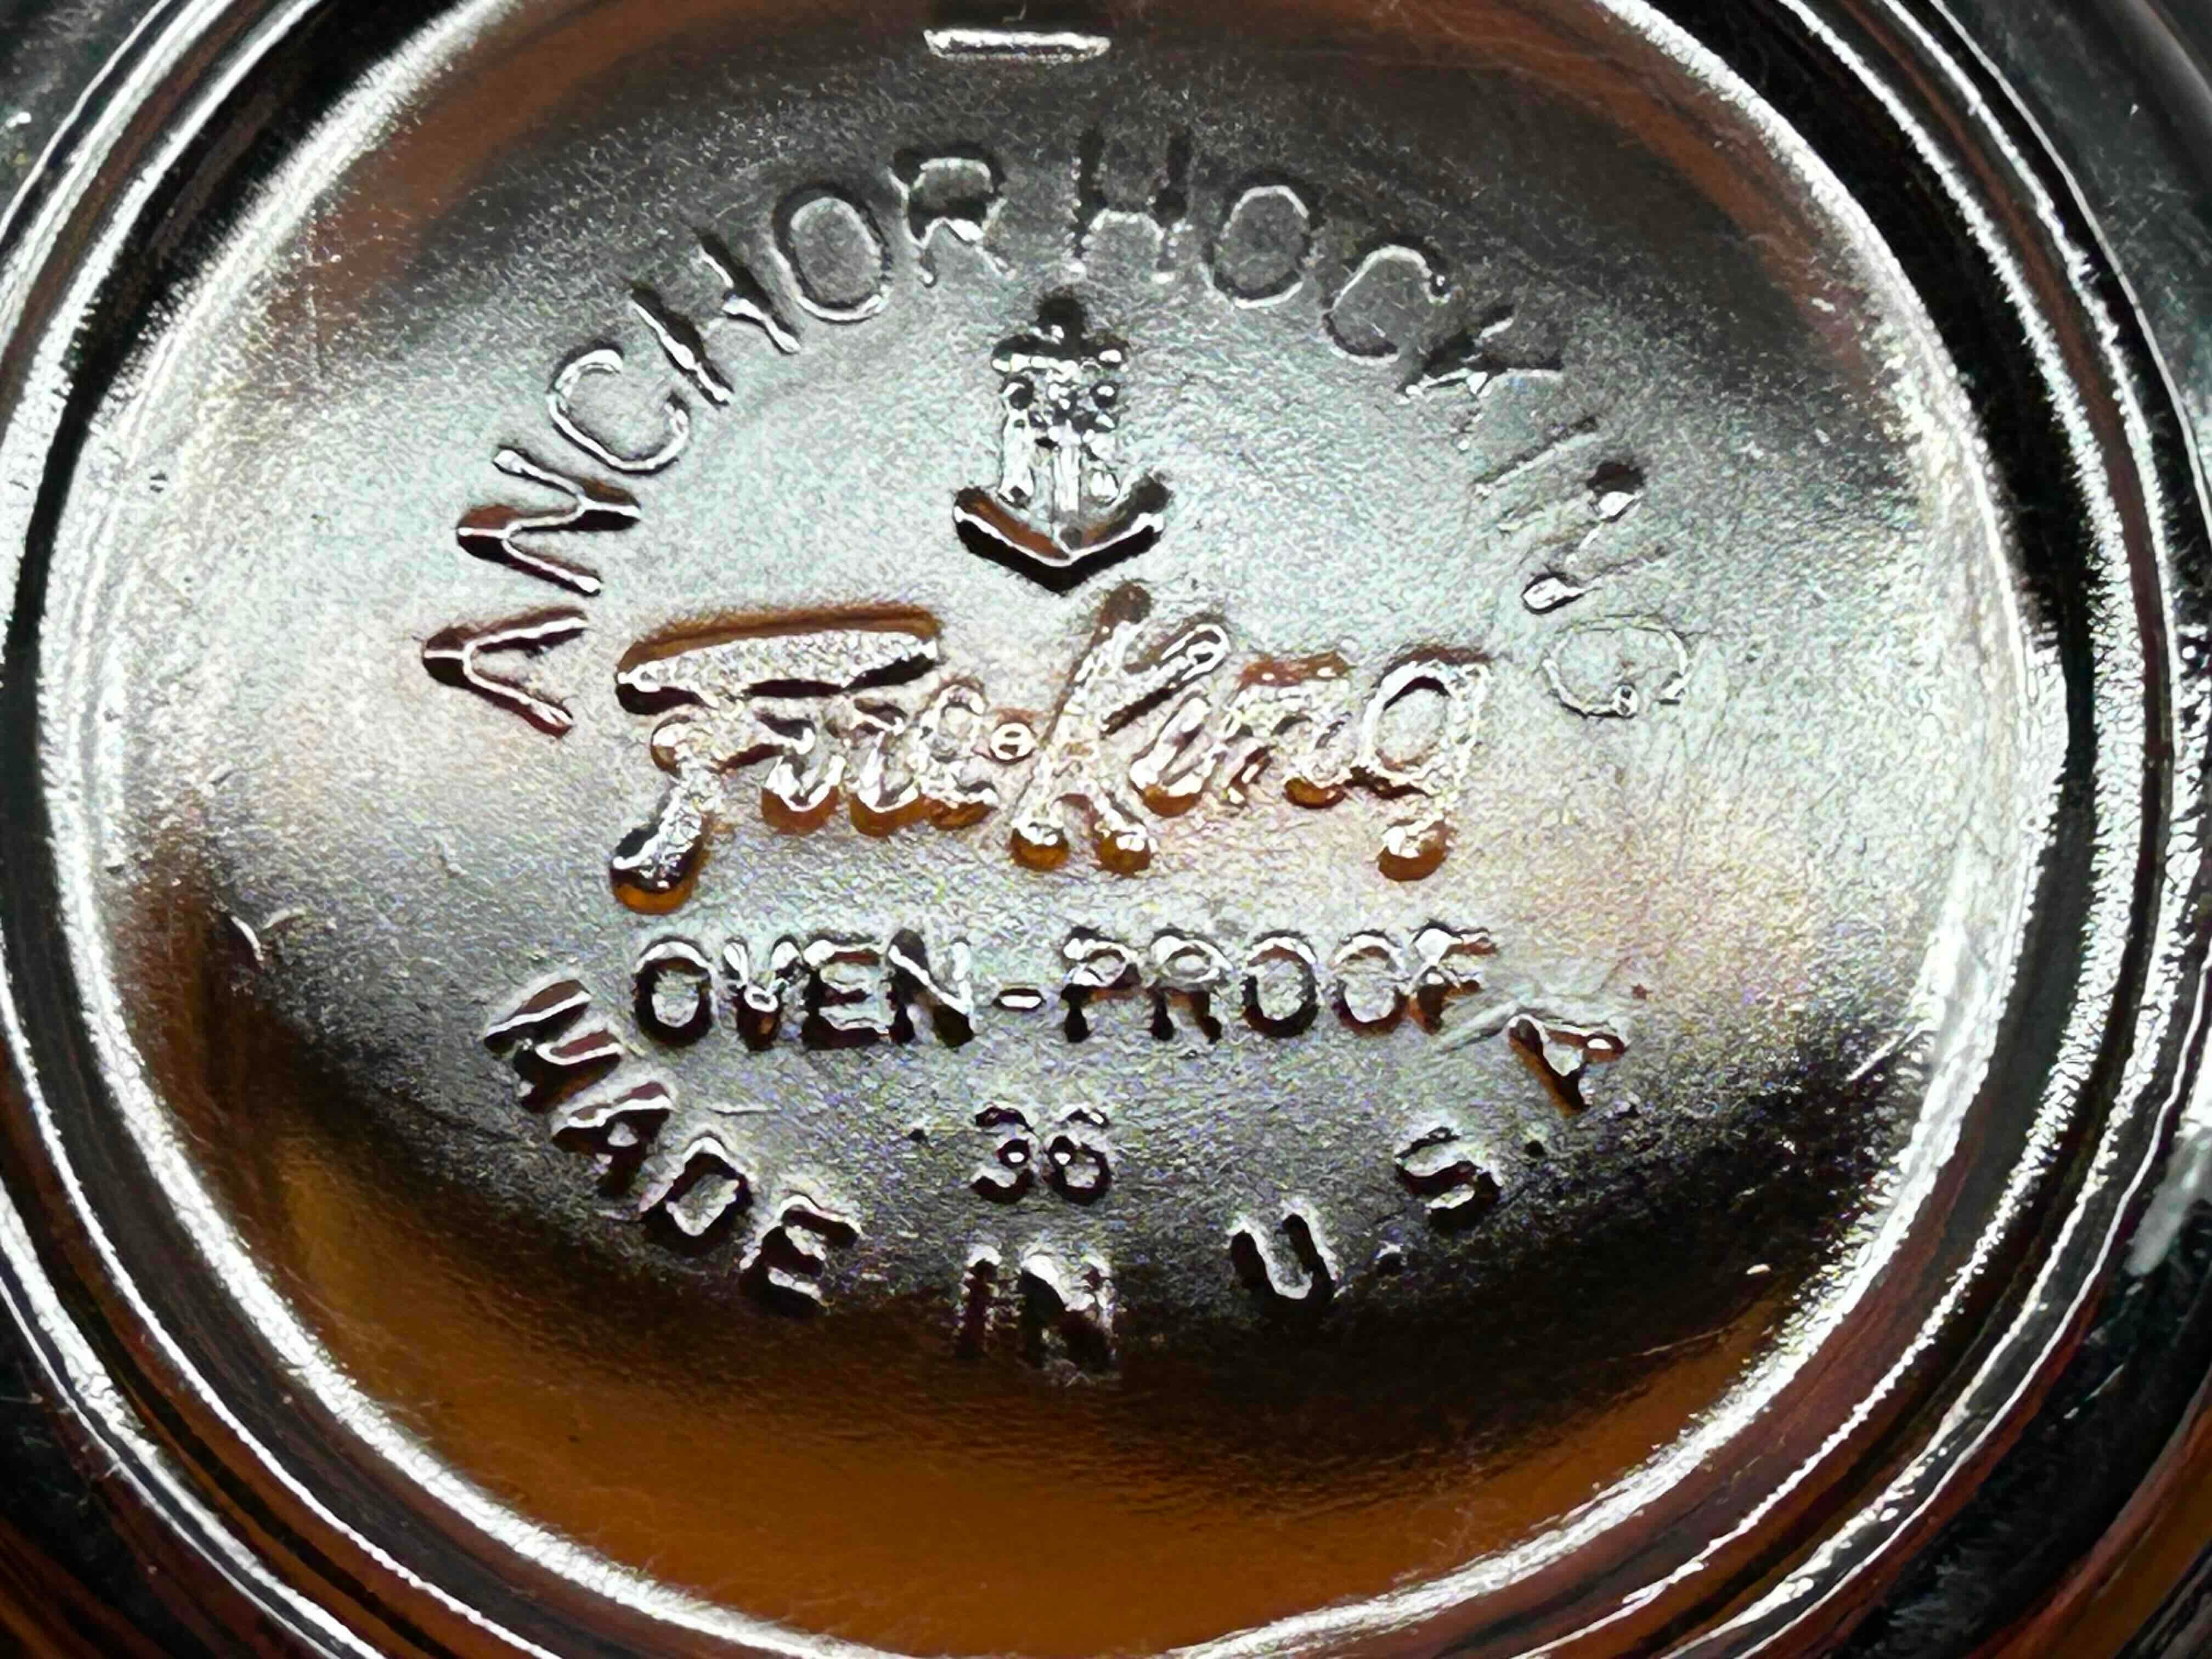 ANCHOR HOCKING
Fire-King
OVEN-PROOF
36
MADE IN U.S.A.